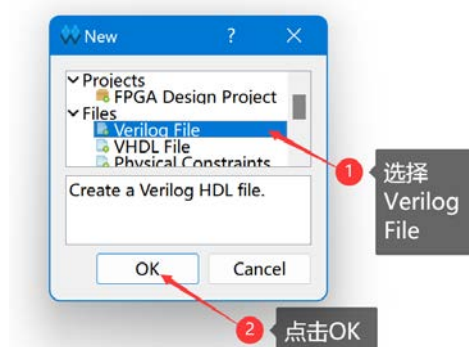 New
?
Projects
FPGA Design Project
Files
Verilog File
VHDL File
Physical Constraints
Create a Verilog HDL file.
OK
Cancel
1
选择
Verilog
File
2
点击OK